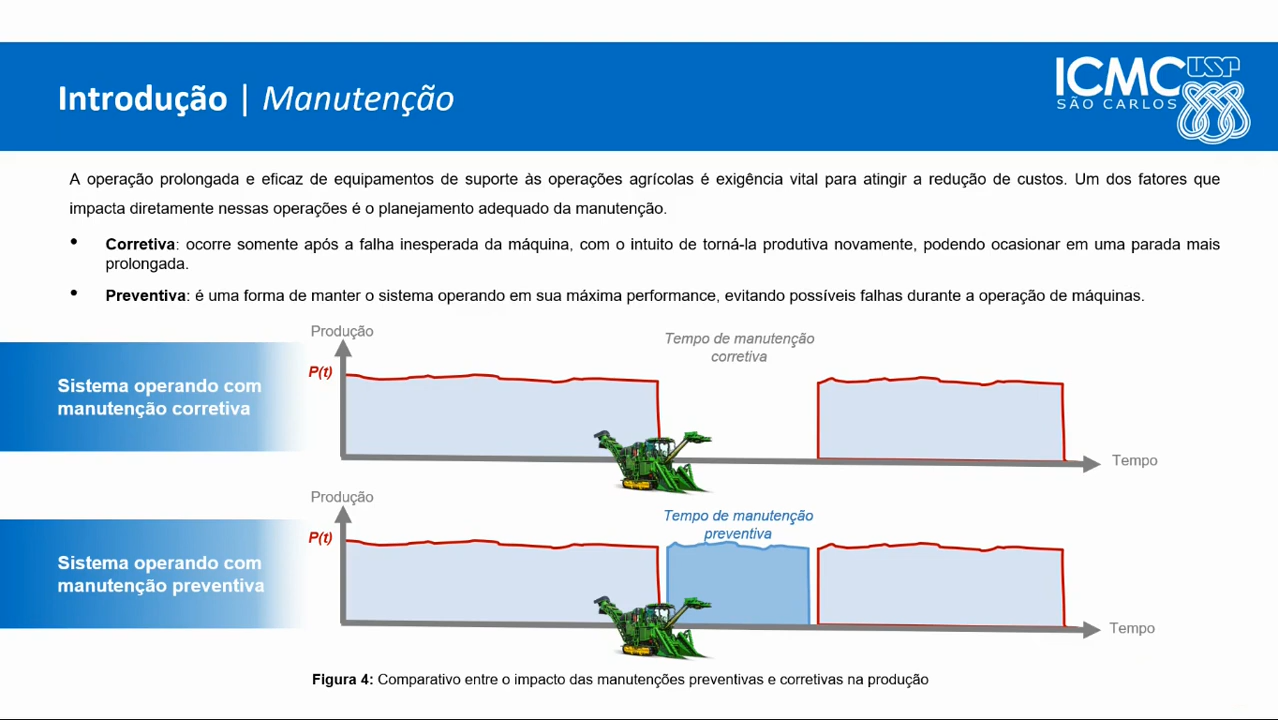 Introdução | Manutenção
ICMC USP
SÃO CARLOS
A operação prolongada e eficaz de equipamentos de suporte às operações agrícolas é exigência vital para atingir a redução de custos. Um dos fatores que
impacta diretamente nessas operações é o planejamento adequado da manutenção.
• Corretiva: ocorre somente após a falha inesperada da máquina, com o intuito de torná-la produtiva novamente, podendo ocasionar em uma parada mais
prolongada.
• Preventiva: é uma forma de manter o sistema operando em sua máxima performance, evitando possíveis falhas durante a operação de máquinas.
Sistema operando com
manutenção corretiva
Produção
P(t)
Tempo de manutenção
corretiva
Tempo
Sistema operando com
manutenção preventiva
Produção
P(t)
Tempo de manutenção
preventiva
Tempo
Figura 4: Comparativo entre o impacto das manutenções preventivas e corretivas na produção